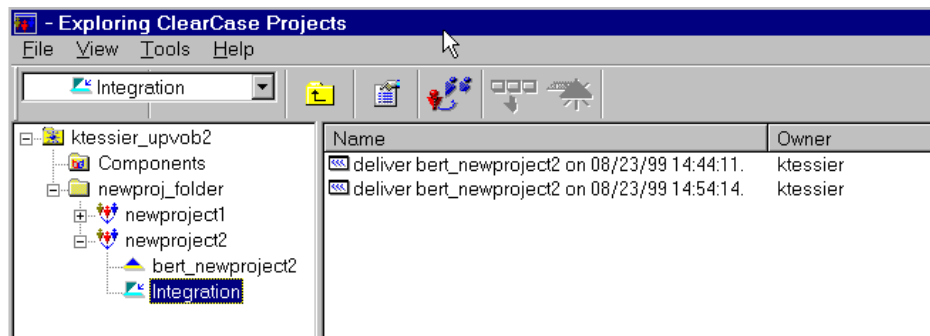 - Exploring ClearCase Projects
File View Tools Help
Integration
ktessier_upvob2
Components
newproj_folder
newproject1
newproject2
bert_newproject2
Integration
Name Owner
deliver bert_newproject2 on 08/23/99 14:44:11. ktessier
deliver bert_newproject2 on 08/23/99 14:54:14. ktessier